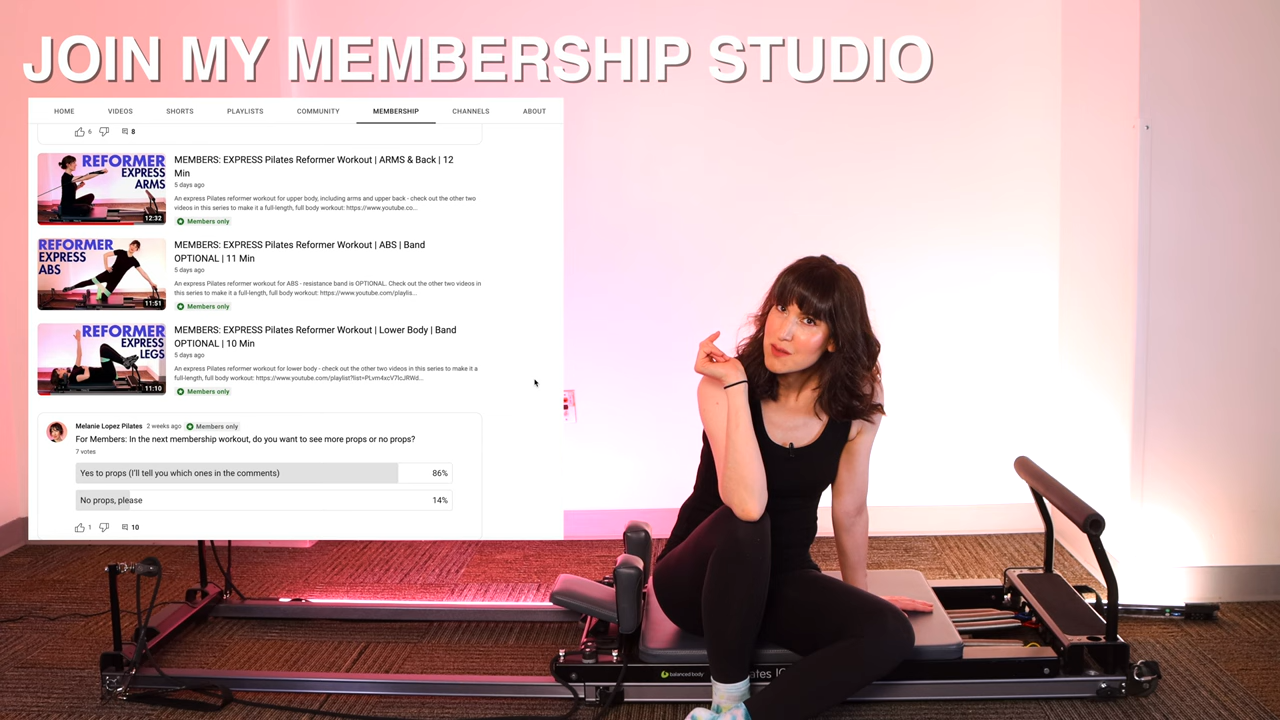 JOIN MY MEMBERSHIP STUDIO
HOME VIDEOS SHORTS PLAYLISTS COMMUNITY MEMBERSHIP CHANNELS ABOUT
6 8
REFORMER
EXPRESS
ARMS
12:32
MEMBERS: EXPRESS Pilates Reformer Workout | ARMS & Back | 12
Min
5 days ago
An express Pilates reformer workout for upper body, including arms and upper back - check out the other two
videos in this series to make it a full-length, full body workout: https://www.youtube.co...
Members only
REFORMER
EXPRESS
ABS
11:51
MEMBERS: EXPRESS Pilates Reformer Workout | ABS | Band
OPTIONAL | 11 Min
5 days ago
An express Pilates reformer workout for ABS - resistance band is OPTIONAL. Check out the other two videos in
this series to make it a full-length, full body workout: https://www.youtube.com/playlis...
Members only
REFORMER
EXPRESS
LEGS
11:10
MEMBERS: EXPRESS Pilates Reformer Workout | Lower Body | Band
OPTIONAL | 10 Min
5 days ago
An express Pilates reformer workout for lower body - check out the other two videos in this series to make it a
full-length, full body workout: https://www.youtube.com/playlist?list=PLvm4xcV7IcJRWd...
Members only
Melanie Lopez Pilates 2 weeks ago Members only
For Members: In the next membership workout, do you want to see more props or no props?
7 votes
Yes to props (I'll tell you which ones in the comments) 86%
No props, please 14%
1 10
balanced body